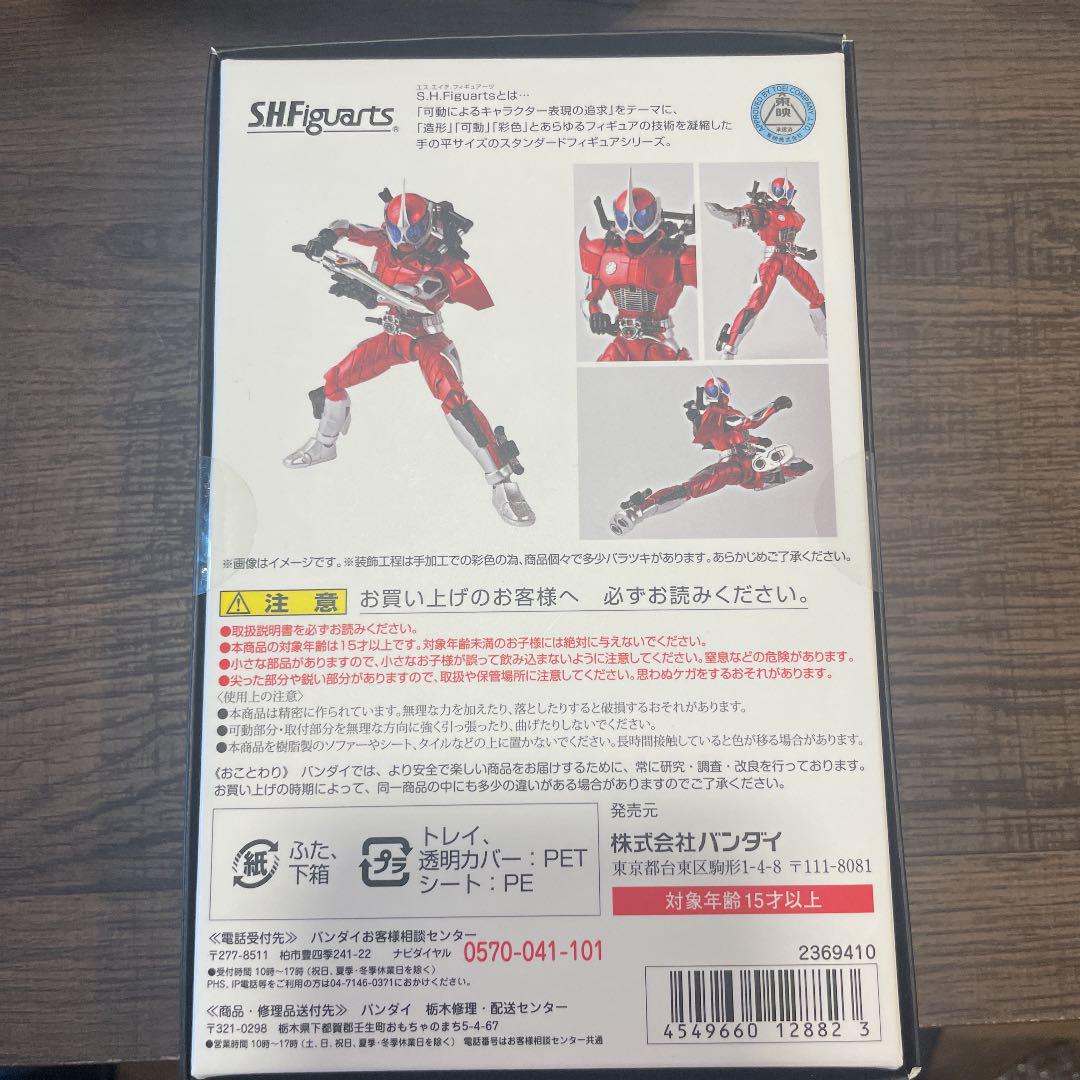 S.H.Figuarts®
エス.エイチ.フィギュアーツ
S.H.Figuartsとは…
「可動によるキャラクター表現の追求」をテーマに、
「造形」「可動」「彩色」とあらゆるフィギュアの技術を凝縮した
手の平サイズのスタンダードフィギュアシリーズ。
APPROVED BY TOEI COMPANY, LTD.
東映
承認済
東映株式会社
※画像はイメージです。※装飾工程は手加工での彩色の為、商品個々で多少バラツキがあります。あらかじめご了承ください。
注意 お買い上げのお客様へ 必ずお読みください。
●取扱説明書を必ずお読みください。
●本商品の対象年齢は15才以上です。対象年齢未満のお子様には絶対に与えないでください。
●小さな部品がありますので、小さなお子様が誤って飲み込まないように注意してください。窒息などの危険があります。
●尖った部分や鋭い部分がありますので、取扱や保管場所に注意してください。思わぬケガをするおそれがあります。
〈使用上の注意〉
●本商品は精密に作られています。無理な力を加えたり、落としたりすると破損するおそれがあります。
●可動部分・取付部分を無理な方向に強く引っ張ったり、曲げたりしないでください。
●本商品を樹脂製のソファーやシート、タイルなどの上に置かないでください。長時間接触していると色が移る場合があります。
《おことわり》 バンダイでは、より安全で楽しい商品をお届けするために、常に研究・調査・改良を行っております。
お買い上げの時期によって、同一商品の中にも多少の違いがある場合がありますのでご了承ください。
紙 ふた、
下箱
プラ トレイ、
透明カバー：PET
シート：PE
発売元
株式会社バンダイ
東京都台東区駒形1-4-8 〒111-8081
対象年齢15才以上
≪電話受付先≫ バンダイお客様相談センター
〒277-8511 柏市豊四季241-22 ナビダイヤル 0570-041-101
●受付時間 10時〜17時 (祝日、夏季・冬季休業日を除く)
PHS、IP電話等をご利用の方は04-7146-0371におかけください。
≪商品・修理品送付先≫ バンダイ 栃木修理・配送センター
〒321-0298 栃木県下都賀郡壬生町おもちゃのまち5-4-67
●営業時間 10時〜17時 (土、日、祝日、夏季・冬季休業日を除く) 電話番号はお客様相談センター共通
2369410
4549660 12882 3